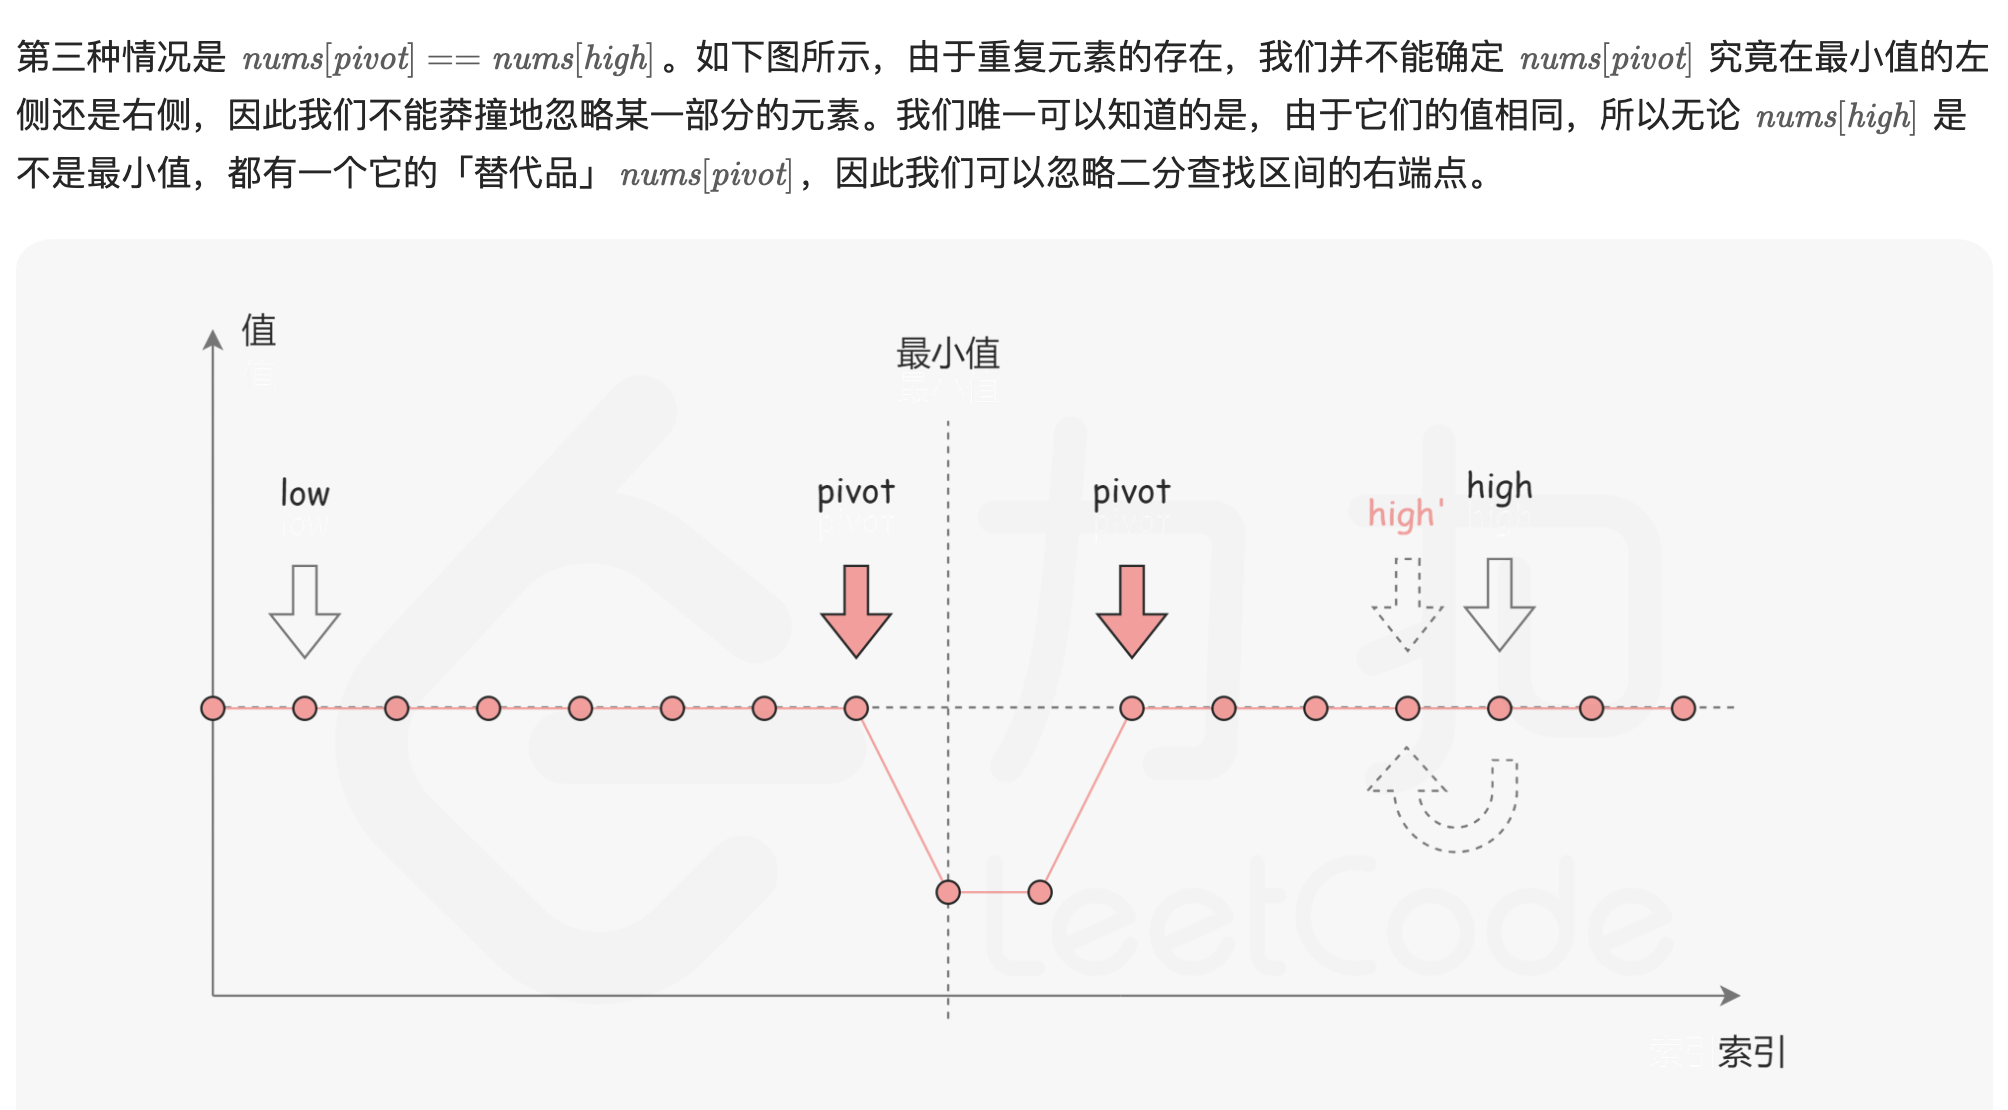 第三种情况是 nums[pivot] == nums[high]。如下图所示，由于重复元素的存在，我们并不能确定 nums[pivot] 究竟在最小值的左
侧还是右侧，因此我们不能莽撞地忽略某一部分的元素。我们唯一可以知道的是，由于它们的值相同，所以无论 nums[high] 是
不是最小值，都有一个它的「替代品」nums[pivot]，因此我们可以忽略二分查找区间的右端点。
值
最小值
low
pivot
pivot
high'
high
力扣
LeetCode
索引